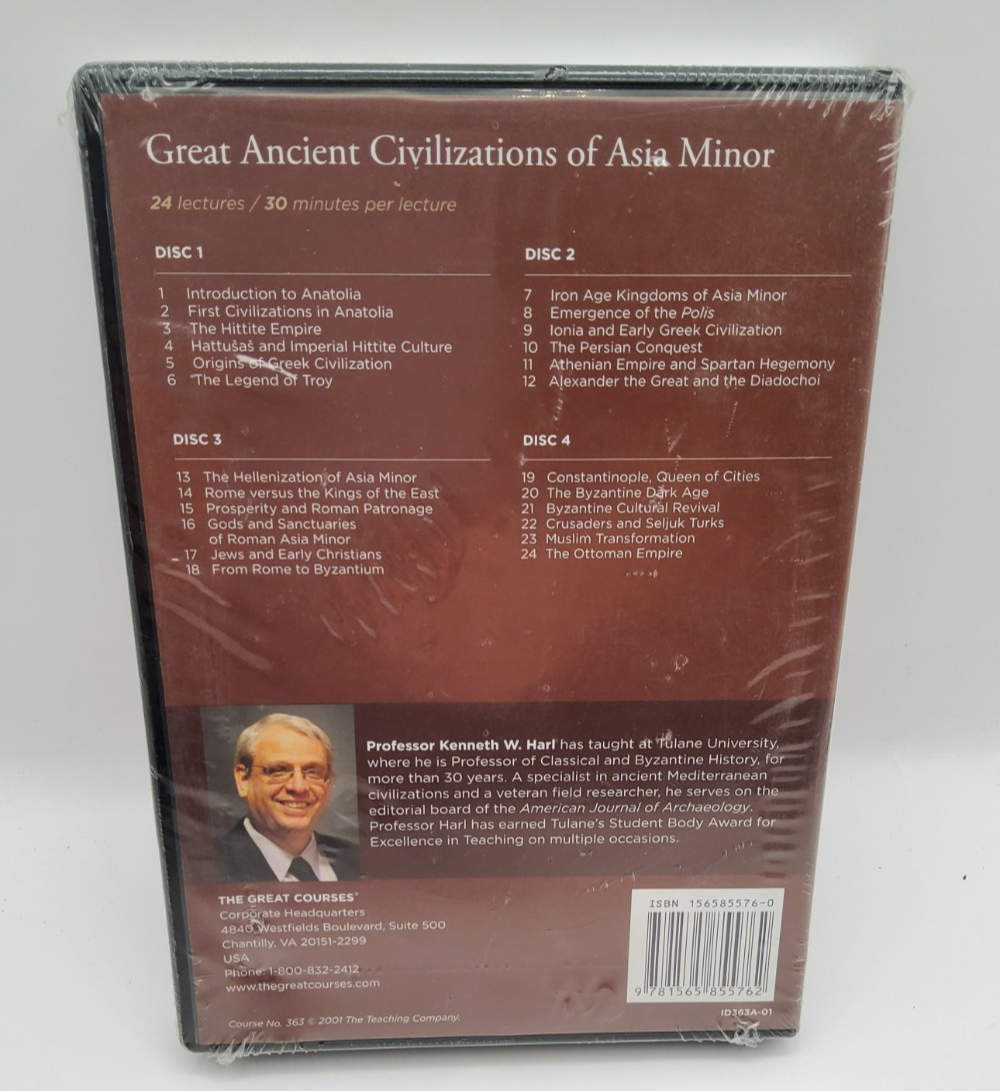 Great Ancient Civilizations of Asia Minor
24 lectures / 30 minutes per lecture
DISC 1
1 Introduction to Anatolia
2 First Civilizations in Anatolia
3 The Hittite Empire
4 Hattušaš and Imperial Hittite Culture
5 Origins of Greek Civilization
6 The Legend of Troy
DISC 2
7 Iron Age Kingdoms of Asia Minor
8 Emergence of the Polis
9 Ionia and Early Greek Civilization
10 The Persian Conquest
11 Athenian Empire and Spartan Hegemony
12 Alexander the Great and the Diadochoi
DISC 3
13 The Hellenization of Asia Minor
14 Rome versus the Kings of the East
15 Prosperity and Roman Patronage
16 Gods and Sanctuaries
of Roman Asia Minor
17 Jews and Early Christians
18 From Rome to Byzantium
DISC 4
19 Constantinople, Queen of Cities
20 The Byzantine Dark Age
21 Byzantine Cultural Revival
22 Crusaders and Seljuk Turks
23 Muslim Transformation
24 The Ottoman Empire
Professor Kenneth W. Harl has taught at Tulane University,
where he is Professor of Classical and Byzantine History, for
more than 30 years. A specialist in ancient Mediterranean
civilizations and a veteran field researcher, he serves on the
editorial board of the American Journal of Archaeology.
Professor Harl has earned Tulane's Student Body Award for
Excellence in Teaching on multiple occasions.
THE GREAT COURSES®
Corporate Headquarters
4840 Westfields Boulevard, Suite 500
Chantilly, VA 20151-2299
USA
Phone: 1-800-832-2412
www.thegreatcourses.com
Course No. 363 © 2001 The Teaching Company.
ISBN 156585576-0
9 781565 855762
ID363A-01